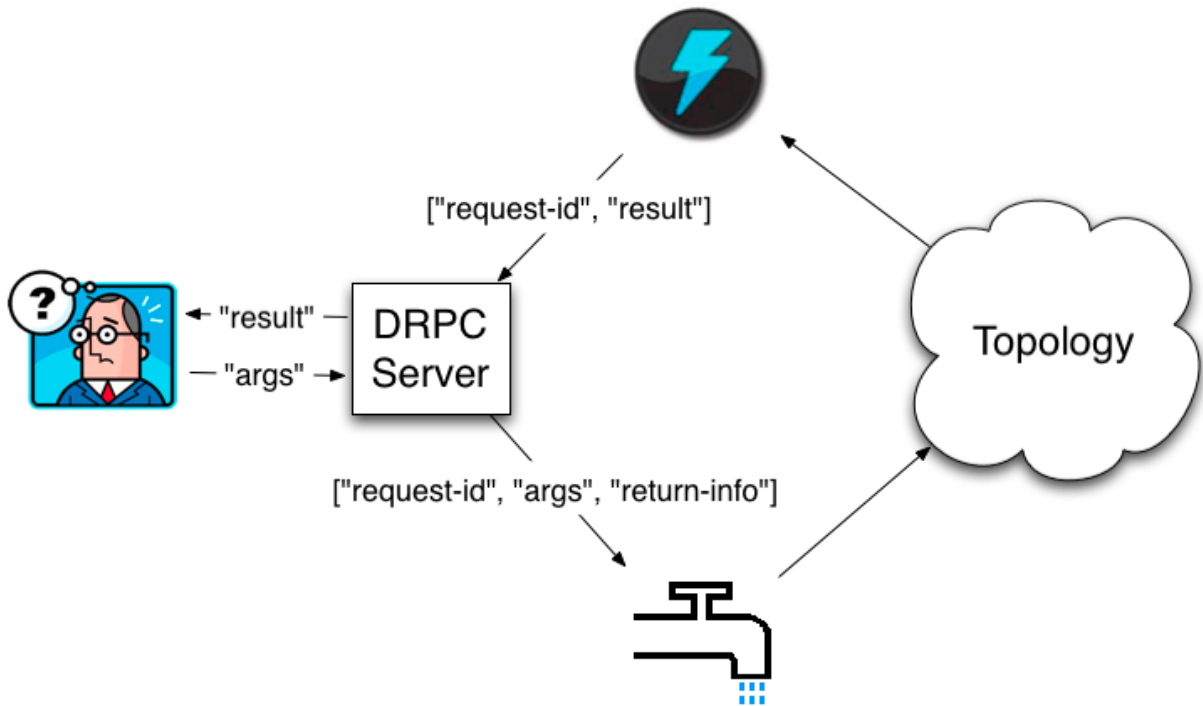 ["request-id", "result"]
?
"result"
DRPC
Server
"args"
Topology
["request-id", "args", "return-info"]